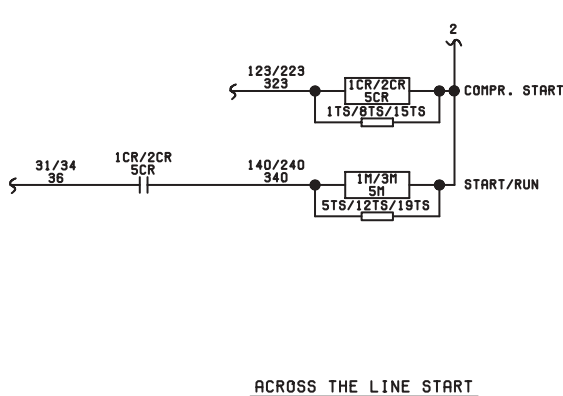 2
123/223
323
1CR/2CR
5CR
COMPR. START
1TS/8TS/15TS
31/34
36
1CR/2CR
5CR
140/240
340
1M/3M
5M
START/RUN
5TS/12TS/19TS
ACROSS THE LINE START